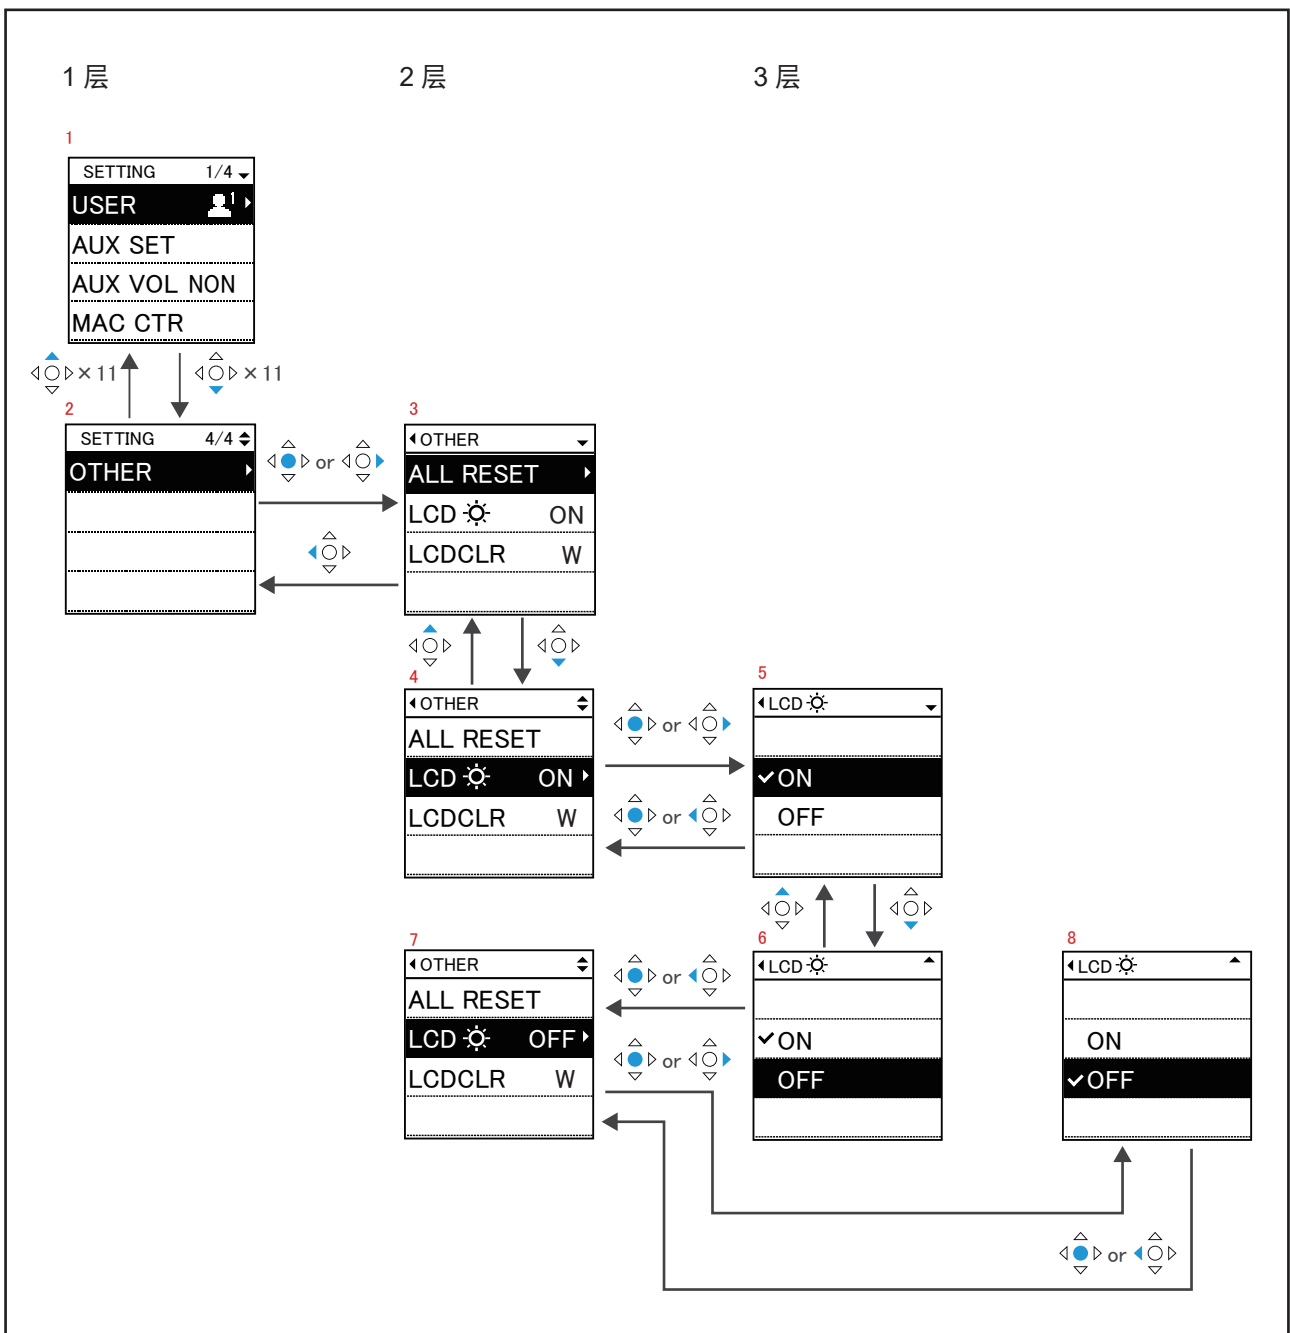 1 层
2 层
3 层
1
SETTING 1/4
USER 1
AUX SET
AUX VOL NON
MAC CTR
×11
×11
2
SETTING 4/4
OTHER
or
3
OTHER
ALL RESET
LCD ON
LCDCLR W
4
OTHER
ALL RESET
LCD ON
LCDCLR W
or
or
5
LCD
ON
OFF
7
OTHER
ALL RESET
LCD OFF
LCDCLR W
or
or
6
LCD
ON
OFF
8
LCD
ON
OFF
or